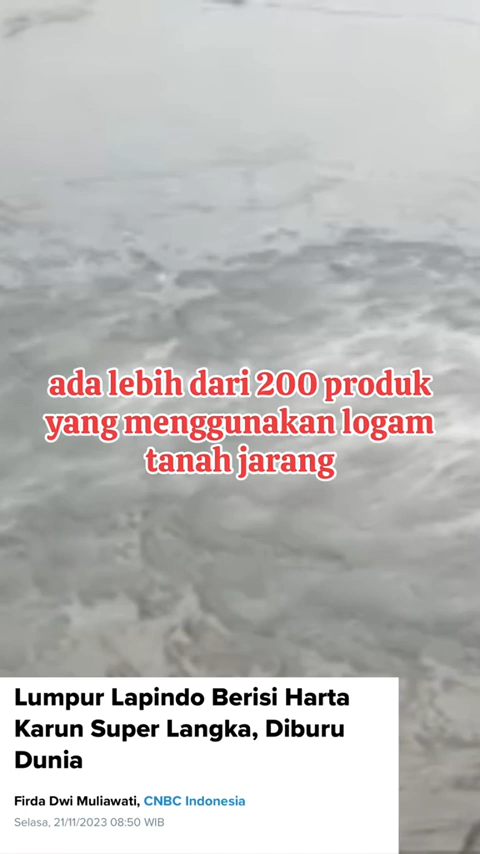 ada lebih dari 200 produk
yang menggunakan logam
tanah jarang
Lumpur Lapindo Berisi Harta
Karun Super Langka, Diburu
Dunia
Firda Dwi Muliawati, CNBC Indonesia
Selasa, 21/11/2023 08:50 WIB